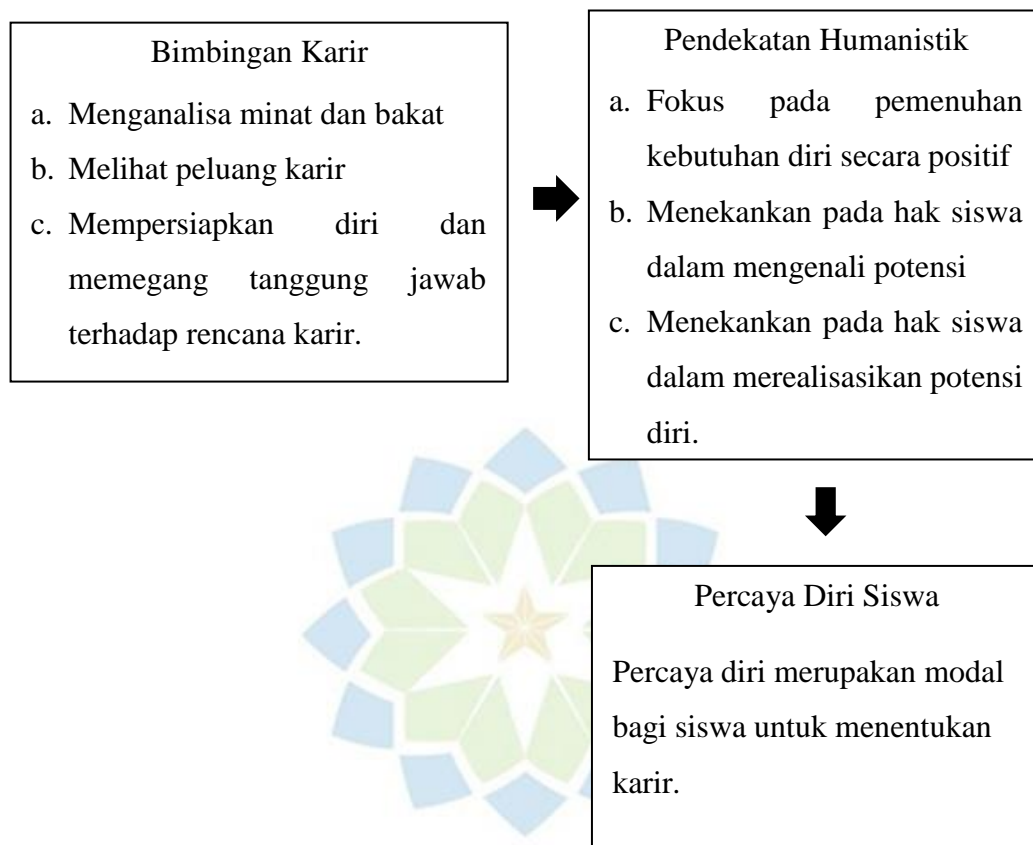 Bimbingan Karir
a. Menganalisa minat dan bakat
b. Melihat peluang karir
c. Mempersiapkan diri dan
memegang tanggung jawab
terhadap rencana karir.
Pendekatan Humanistik
a. Fokus pada pemenuhan
kebutuhan diri secara positif
b. Menekankan pada hak siswa
dalam mengenali potensi
c. Menekankan pada hak siswa
dalam merealisasikan potensi
diri.
Percaya Diri Siswa
Percaya diri merupakan modal
bagi siswa untuk menentukan
karir.